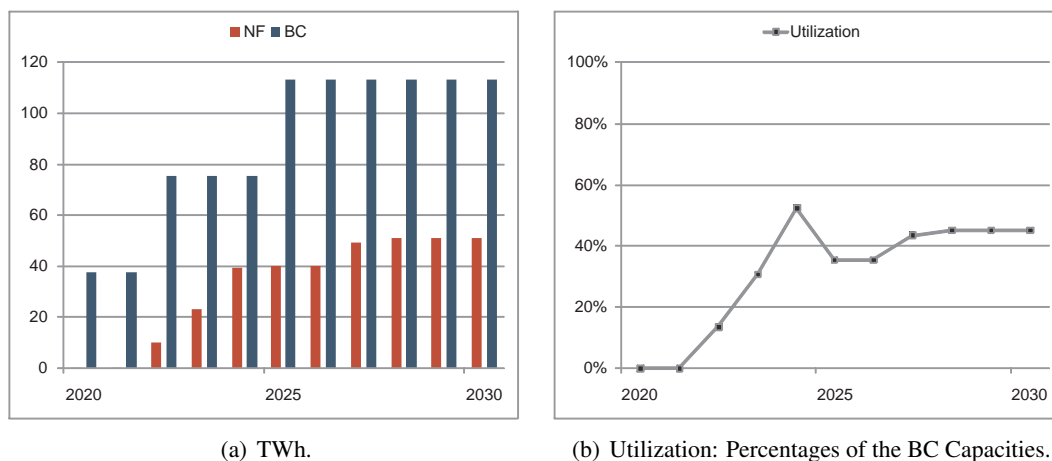 NF BC
120
100
80
60
40
20
0
2020 2025 2030
(a) TWh.
Utilization
100%
80%
60%
40%
20%
0%
2020 2025 2030
(b) Utilization: Percentages of the BC Capacities.